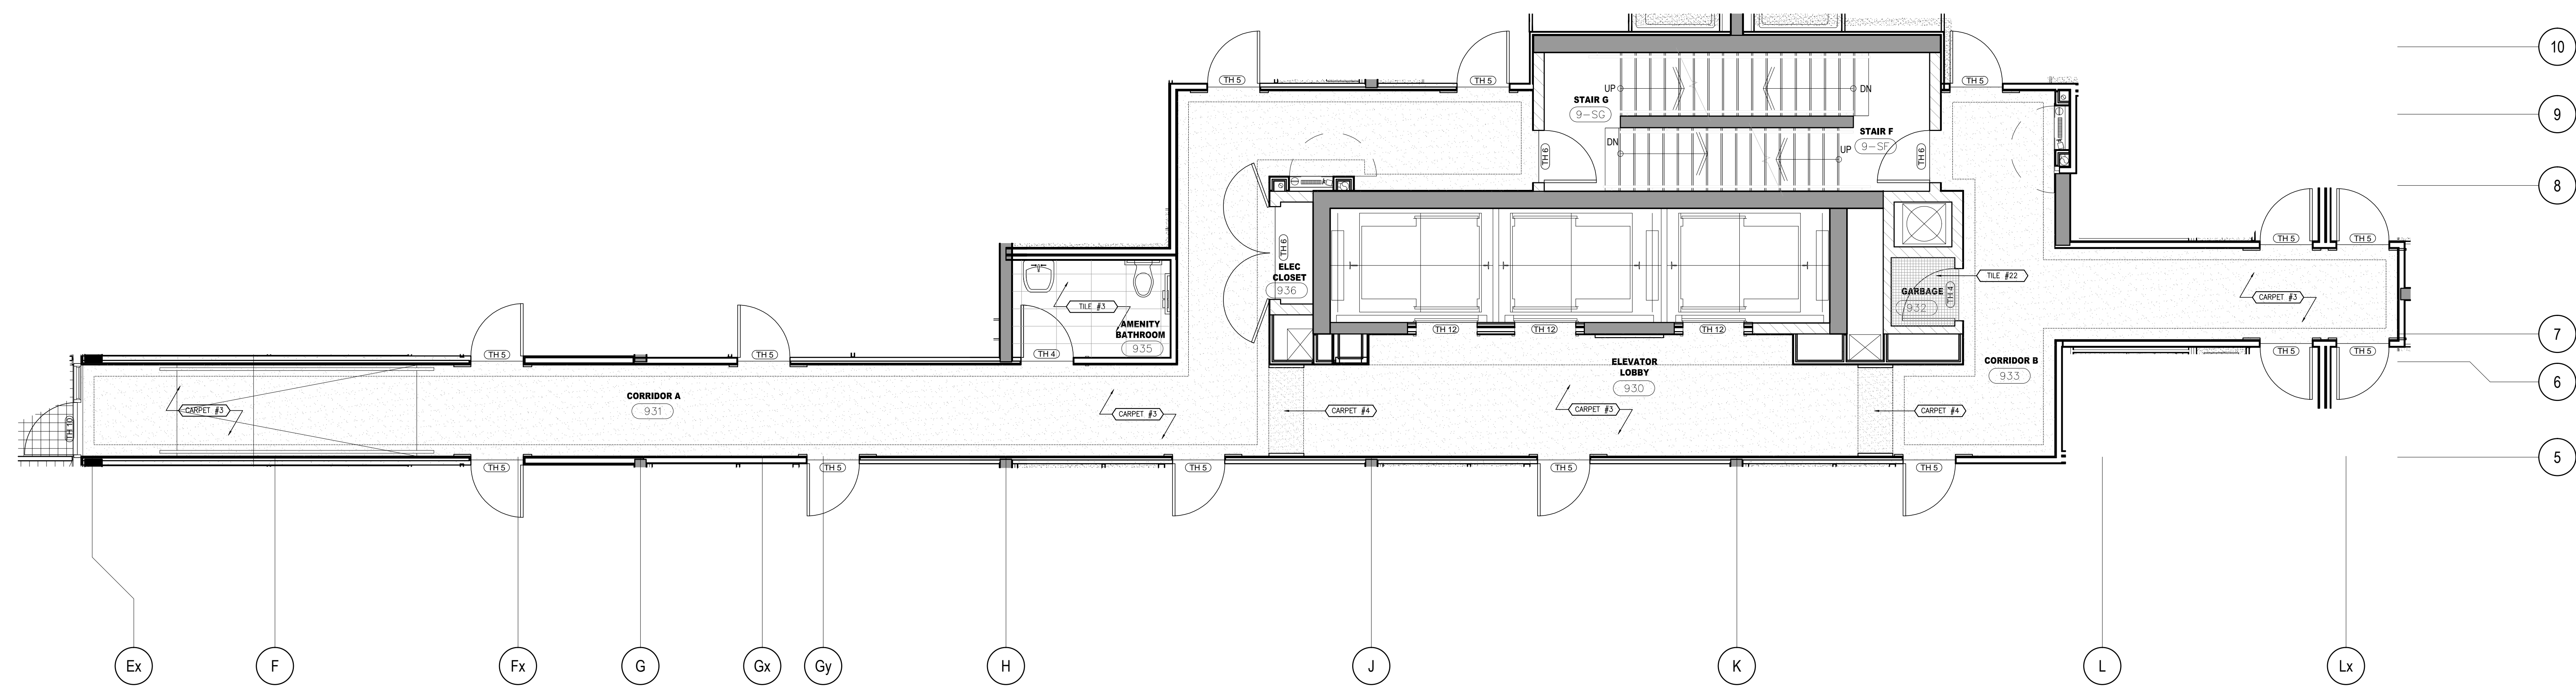 10
TH 5
TH 5
TH 5
UP
DN
STAIR G
9-SG
9
STAIR F
9-SF
DN
UP
TH 6
TH 6
8
TH 6
TH 5
TH 5
ELEC
CLOSET
936
TILE #22
GARBAGE
932
TH 4
CARPET #3
TILE #3
AMENITY
BATHROOM
935
TH 12
TH 12
TH 12
7
TH 5
TH 5
TH 4
TH 5
TH 5
ELEVATOR
LOBBY
930
CORRIDOR B
933
6
CORRIDOR A
931
CARPET #3
CARPET #3
CARPET #4
CARPET #3
CARPET #4
TH 10
5
TH 5
TH 5
TH 5
TH 5
TH 5
Ex
F
Fx
G
Gx
Gy
H
J
K
L
Lx